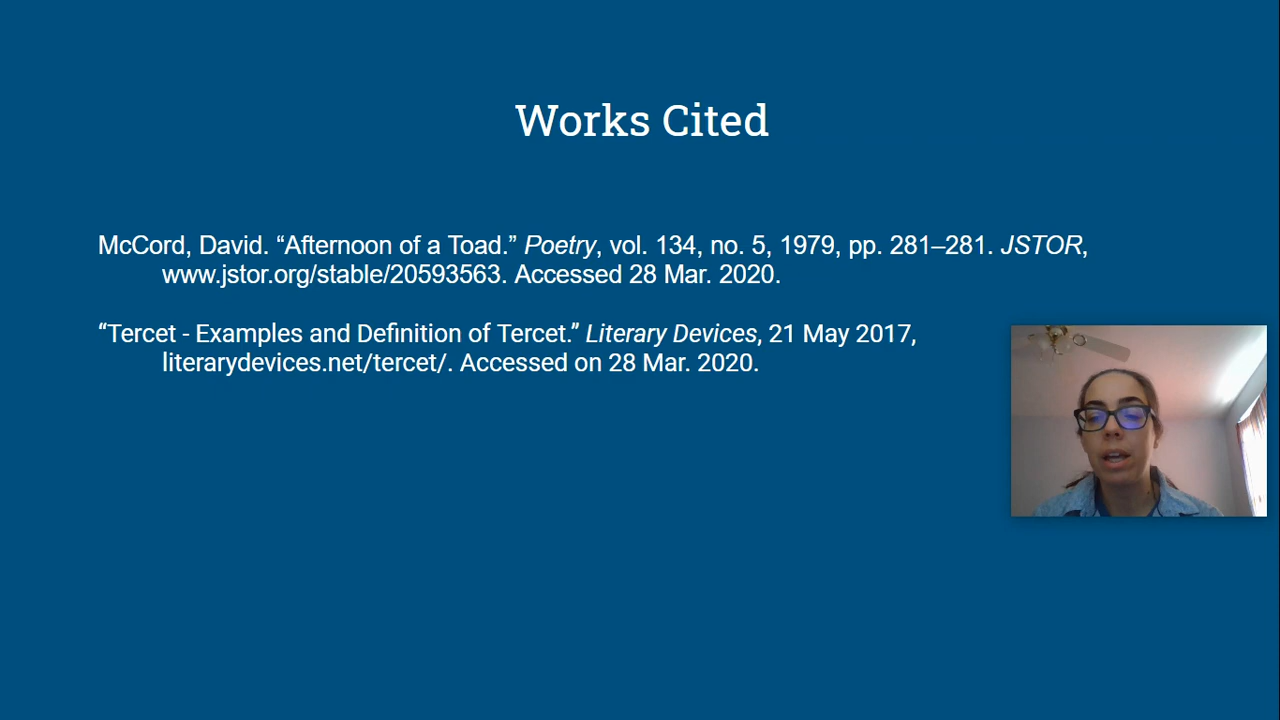 Works Cited
McCord, David. “Afternoon of a Toad.” Poetry, vol. 134, no. 5, 1979, pp. 281–281. JSTOR,
www.jstor.org/stable/20593563. Accessed 28 Mar. 2020.
“Tercet - Examples and Definition of Tercet.” Literary Devices, 21 May 2017,
literarydevices.net/tercet/. Accessed on 28 Mar. 2020.